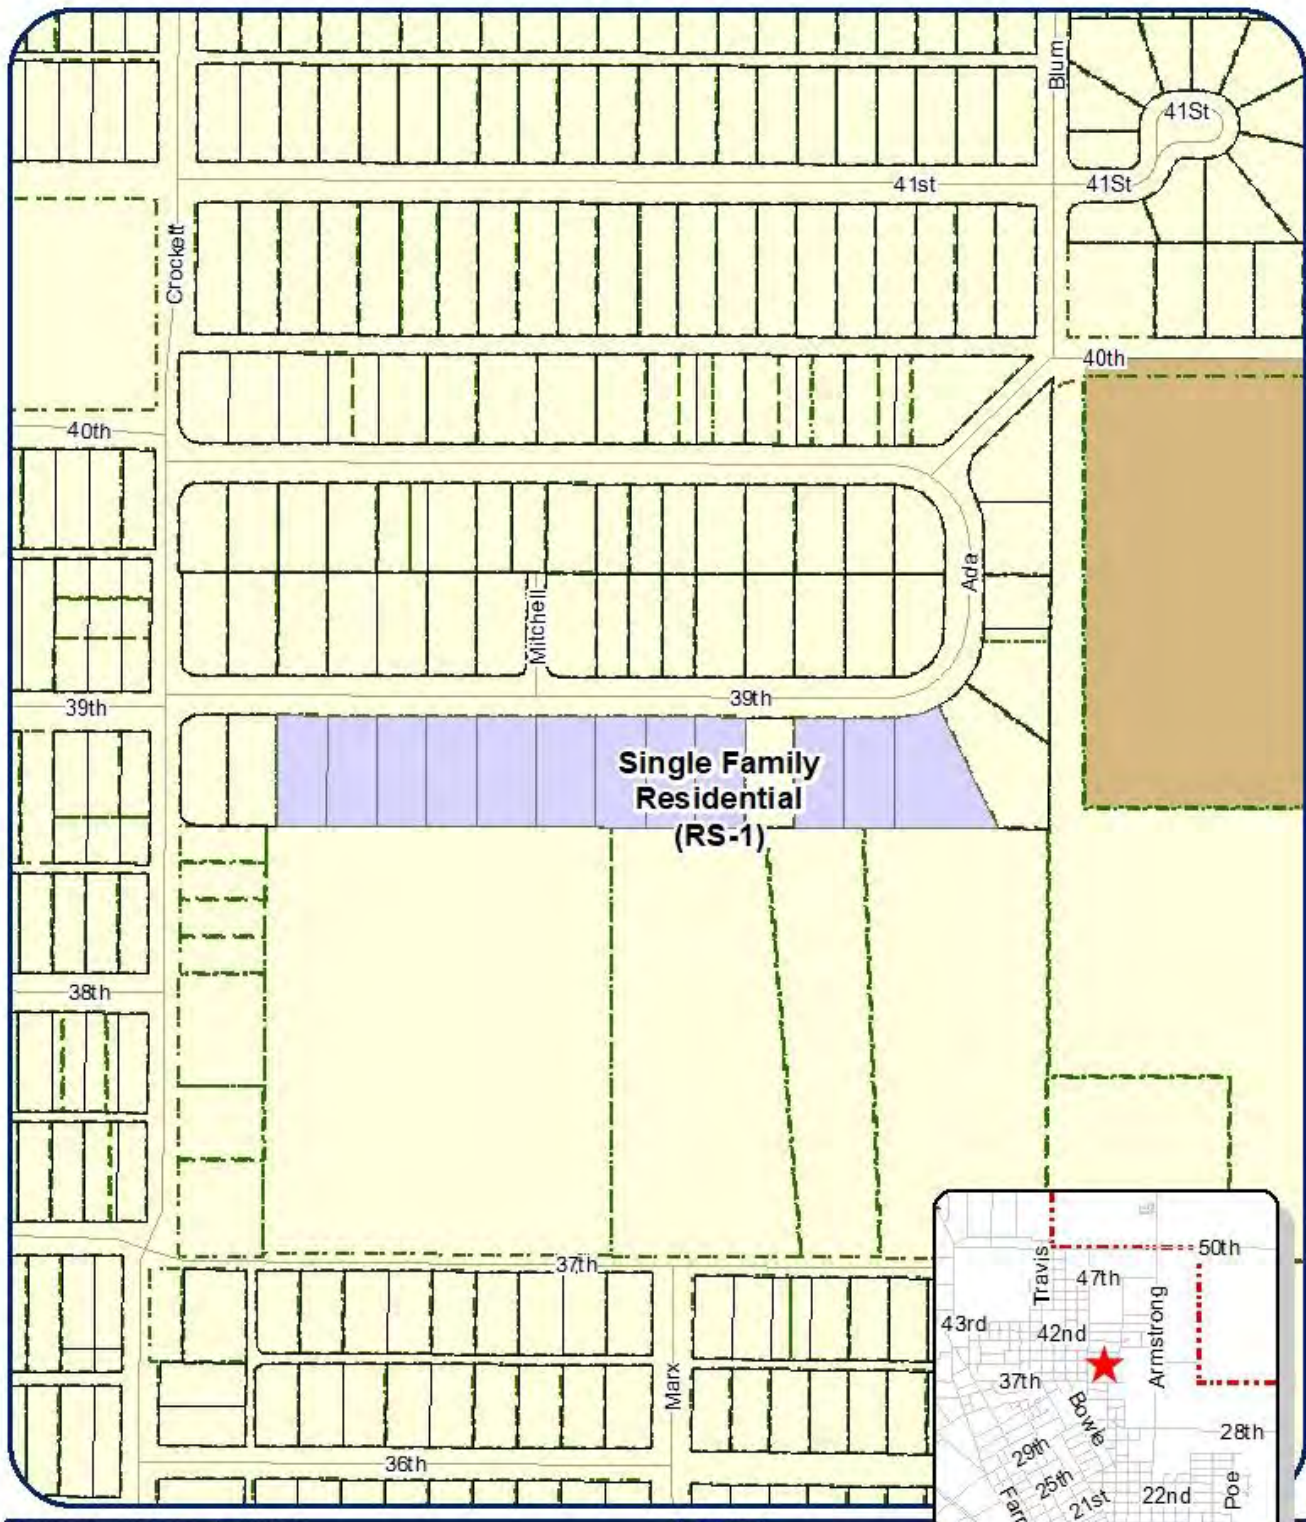 Blum
41St
41st
41St
Crockett
40th
40th
Ada
Mitchell
39th
39th
Single Family
Residential
(RS-1)
38th
37th
Marx
36th
50th
Travis
47th
Armstrong
43rd
42nd
37th
Bowie
28th
29th
25th
21st
22nd
Poe